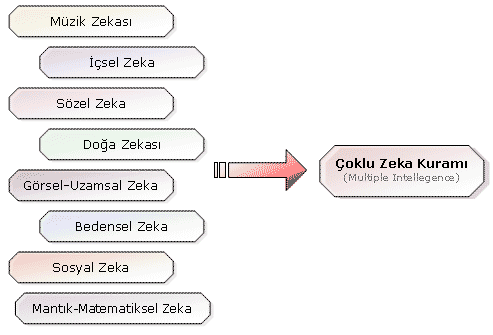 Müzik Zekası
İçsel Zeka
Sözel Zeka
Doğa Zekası
Görsel-Uzamsal Zeka
Bedensel Zeka
Sosyal Zeka
Mantık-Matematiksel Zeka
Çoklu Zeka Kuramı
(Multiple Intellegence)